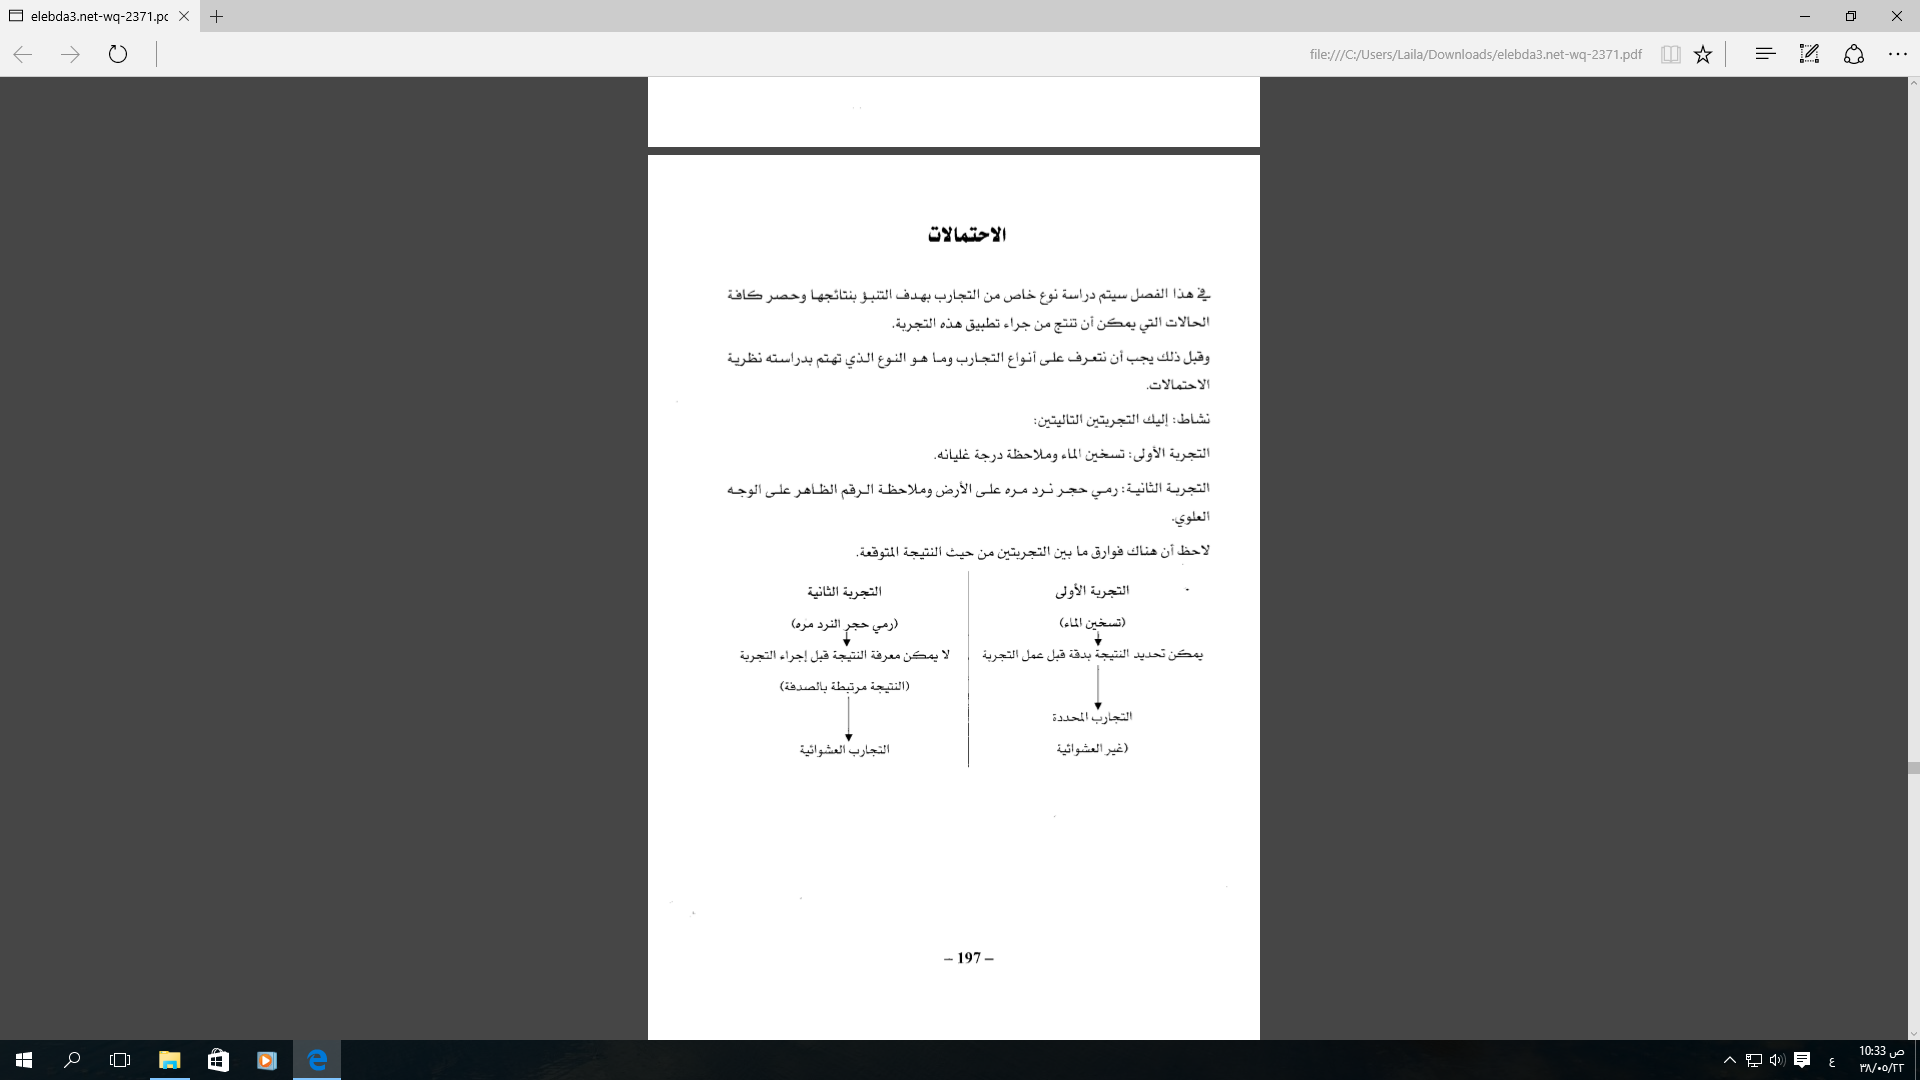 elebda3.net-wq-2371.pc
file:///C:/Users/Laila/Downloads/elebda3.net-wq-2371.pdf
الاحتمالات
في هذا الفصل سيتم دراسة نوع خاص من التجارب بهدف التنبؤ بنتائجها وحصر كافة
الحالات التي يمكن أن تنتج من جراء تطبيق هذه التجربة.
وقبل ذلك يجب أن نتعرف على أنواع التجارب وما هو النوع الذي تهتم بدراسته نظرية
الاحتمالات.
نشاط: إليك التجربتين التاليتين:
التجربة الأولى: تسخين الماء وملاحظة درجة غليانه.
التجربة الثانية: رمي حجر نرد مره على الأرض وملاحظة الرقم الظاهر على الوجه
العلوي.
لاحظ أن هناك فوارق ما بين التجربتين من حيث النتيجة المتوقعة.
التجربة الأولى
(تسخين الماء)
يمكن تحديد النتيجة بدقة قبل عمل التجربة
التجارب المحددة
(غير العشوائية)
التجربة الثانية
(رمي حجر النرد مره)
لا يمكن معرفة النتيجة قبل إجراء التجربة
(النتيجة مرتبطة بالصدفة)
التجارب العشوائية
– 197 –
ع
10:33 ص
٣٨/٠٥/٢٢